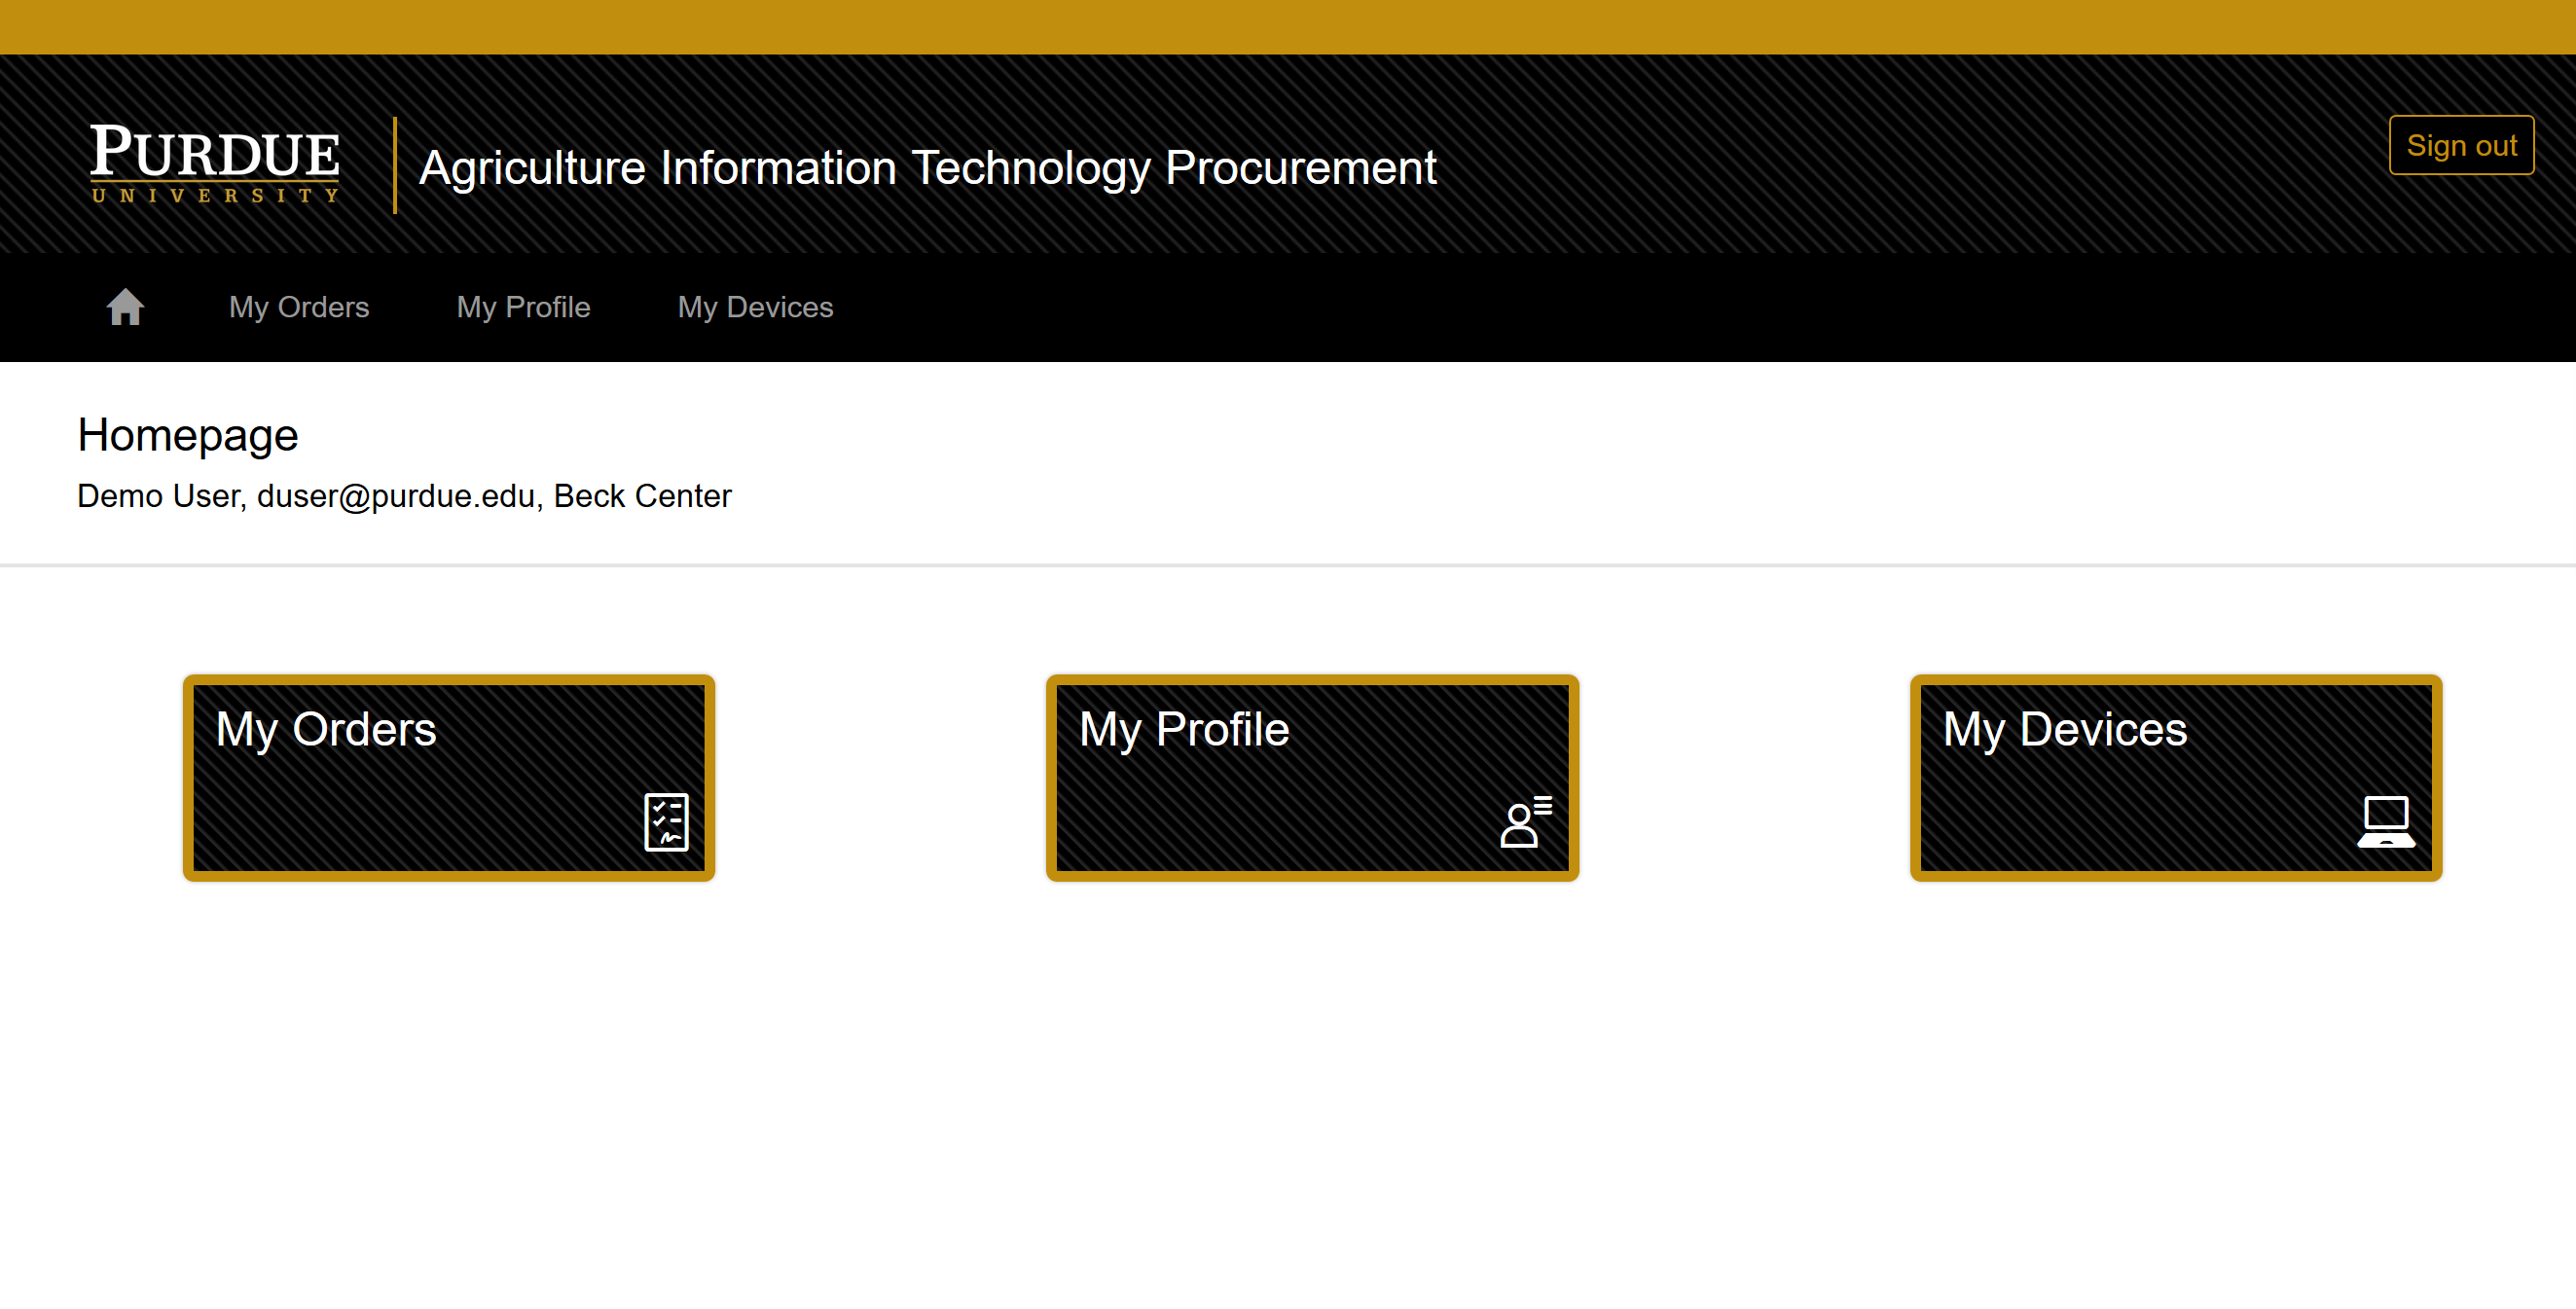 PURDUE
UNIVERSITY
Agriculture Information Technology Procurement
Sign out
My Orders
My Profile
My Devices
Homepage
Demo User, duser@purdue.edu, Beck Center
My Orders
My Profile
My Devices